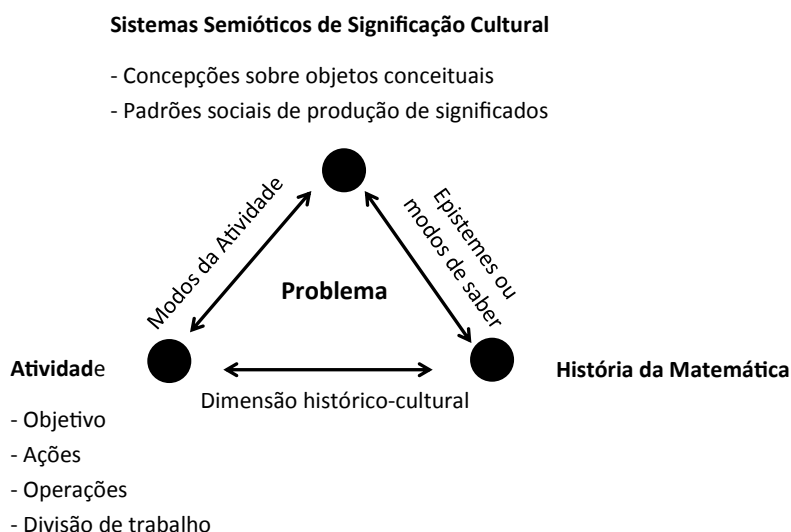 Sistemas Semióticos de Significação Cultural
- Concepções sobre objetos conceituais
- Padrões sociais de produção de significados
Modos da Atividade
Epistemes ou
modos de saber
Problema
Atividade
História da Matemática
Dimensão histórico-cultural
- Objetivo
- Ações
- Operações
- Divisão de trabalho